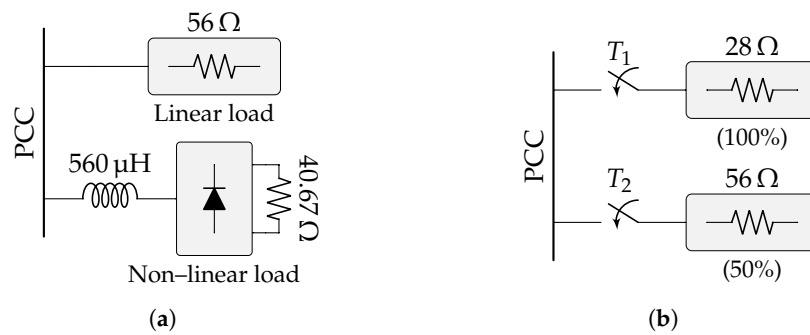 56 Ω
Linear load
PCC
560 µH
40.67 Ω
Non–linear load
(a)
T1
28 Ω
(100%)
PCC
T2
56 Ω
(50%)
(b)